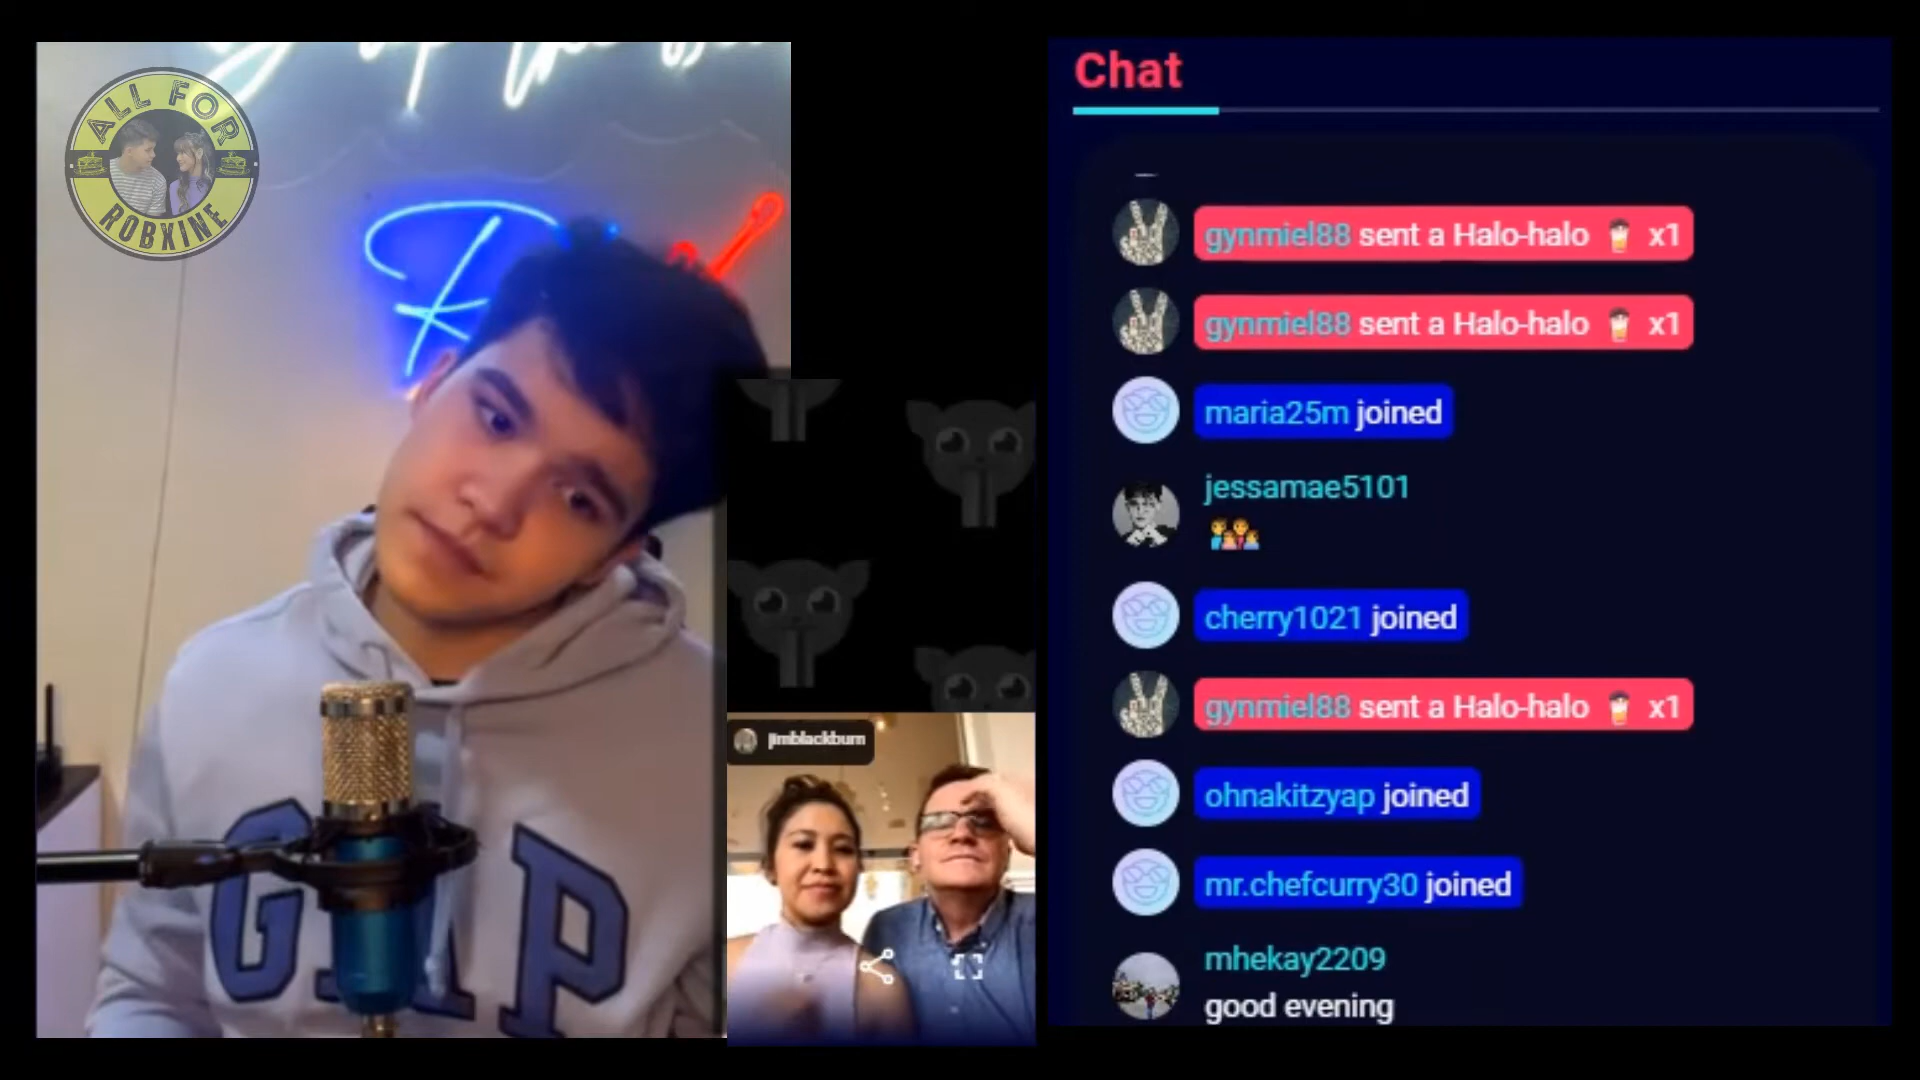 ALL FOR
ROBXINE
GAP
jimblackburn
Chat
gynmiel88 sent a Halo-halo x1
gynmiel88 sent a Halo-halo x1
maria25m joined
jessamae5101
cherry1021 joined
gynmiel88 sent a Halo-halo x1
ohnakitzyap joined
mr.chefcurry30 joined
mhekay2209
good evening